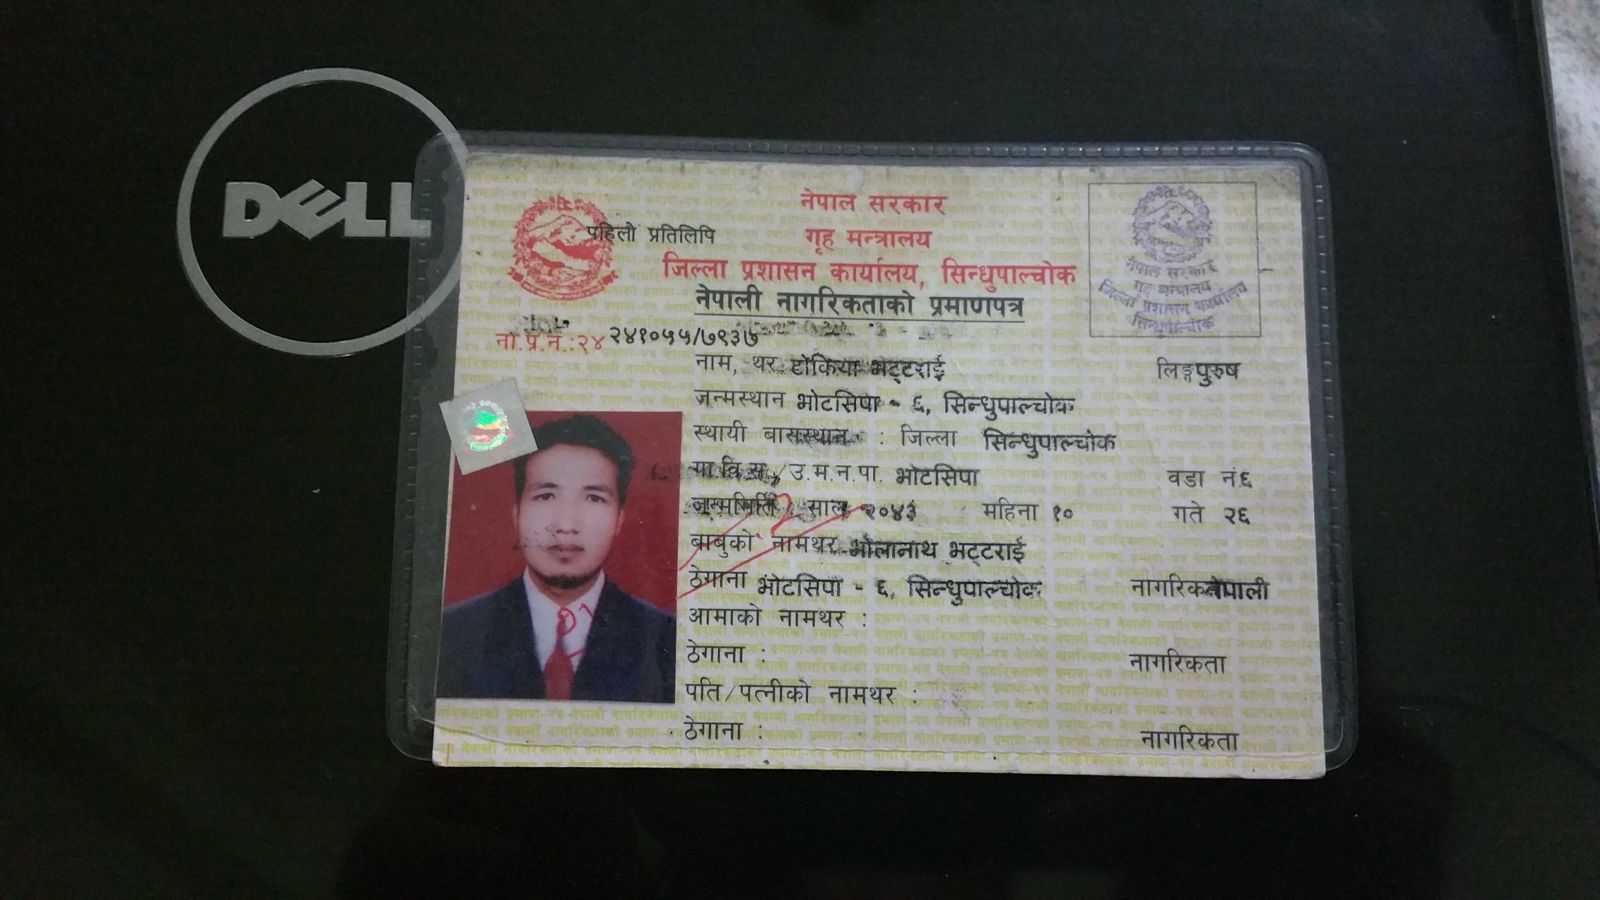 DELL
नेपाल सरकार
पहिलो प्रतिलिपि गृह मन्त्रालय
जिल्ला प्रशासन कार्यालय, सिन्धुपाल्चोक
नेपाली नागरिकताको प्रमाणपत्र
नेपाल सरकार
गृह मन्त्रालय
जिल्ला प्रशासन कार्यालय
सिन्धुपाल्चोक
ना.प्र.नं.:२४ २४१०५५/७९३७
नाम, थर टोकिया भट्टराई लिङ्ग पुरुष
जन्मस्थान भोटसिपा - ६, सिन्धुपाल्चोक
स्थायी बासस्थान : जिल्ला सिन्धुपाल्चोक
गा.वि.स./उ.म.न.पा. भोटसिपा वडा नं ६
जन्ममिति साल २०४३ महिना १० गते २६
बाबुको नामथर भोलानाथ भट्टराई
ठेगाना भोटसिपा - ६, सिन्धुपाल्चोक नागरिकता नेपाली
आमाको नामथर :
ठेगाना : नागरिकता
पति/पत्नीको नामथर :
ठेगाना : नागरिकता